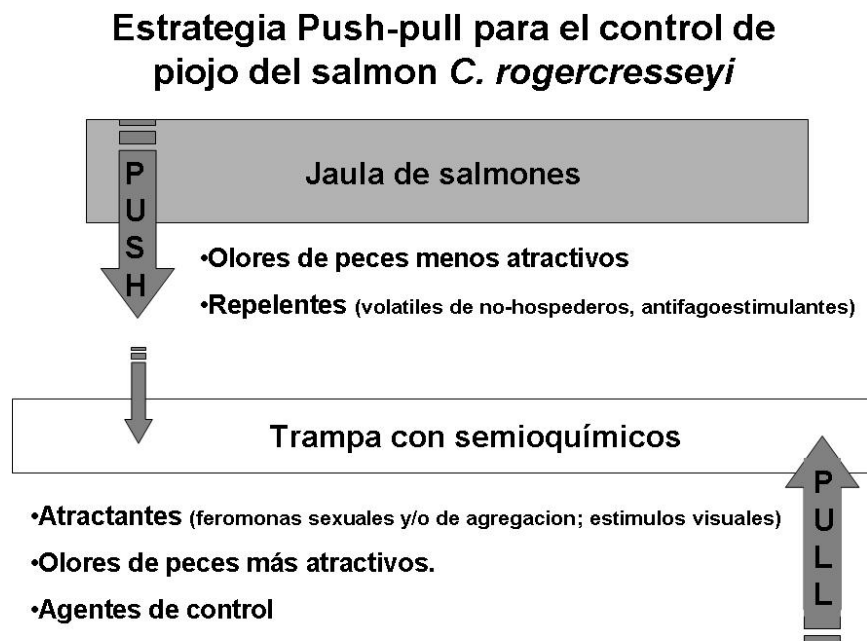 Estrategia Push-pull para el control de
piojo del salmon C. rogercresseyi
Jaula de salmones
PUSH
•Olores de peces menos atractivos
•Repelentes (volatiles de no-hospederos, antifagoestimulantes)
Trampa con semioquímicos
PULL
•Atractantes (feromonas sexuales y/o de agregacion; estimulos visuales)
•Olores de peces más atractivos.
•Agentes de control